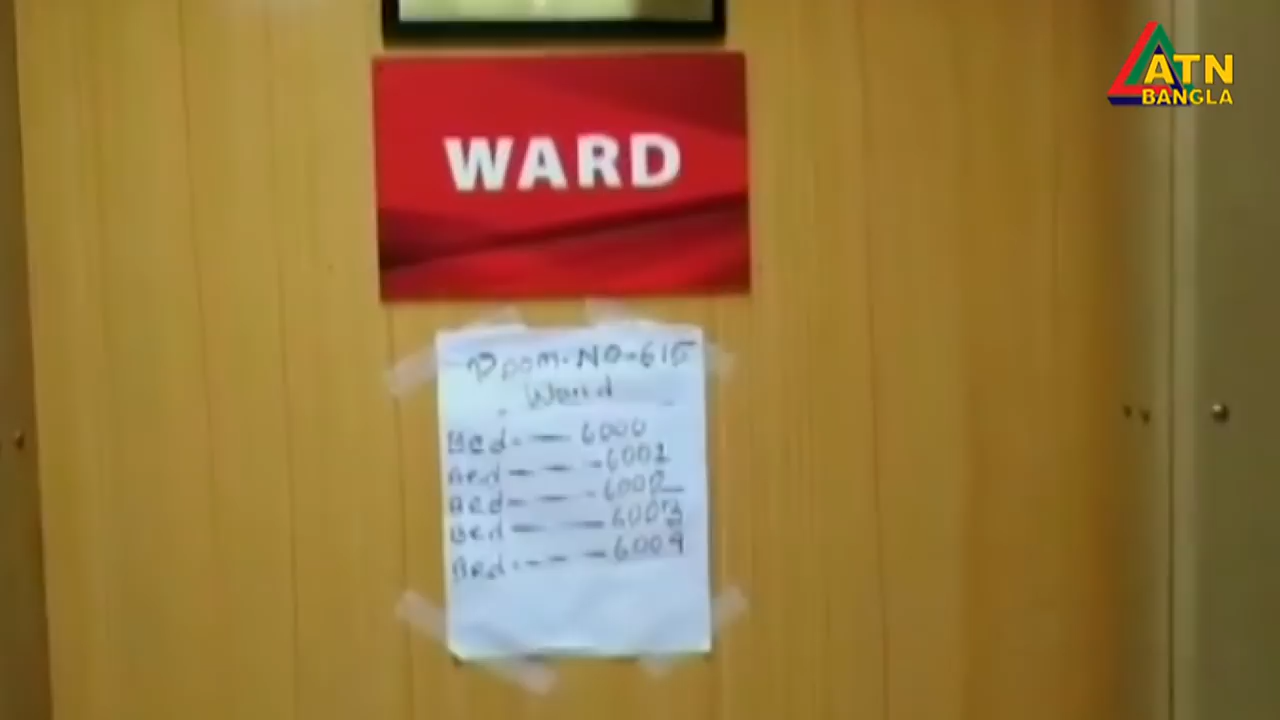 ATN
BANGLA
WARD
Room-NO-615
Ward
Bed - - - 6000
Bed - - - 6001
Bed - - - 6002
Bed - - - 6003
Bed - - - 6004